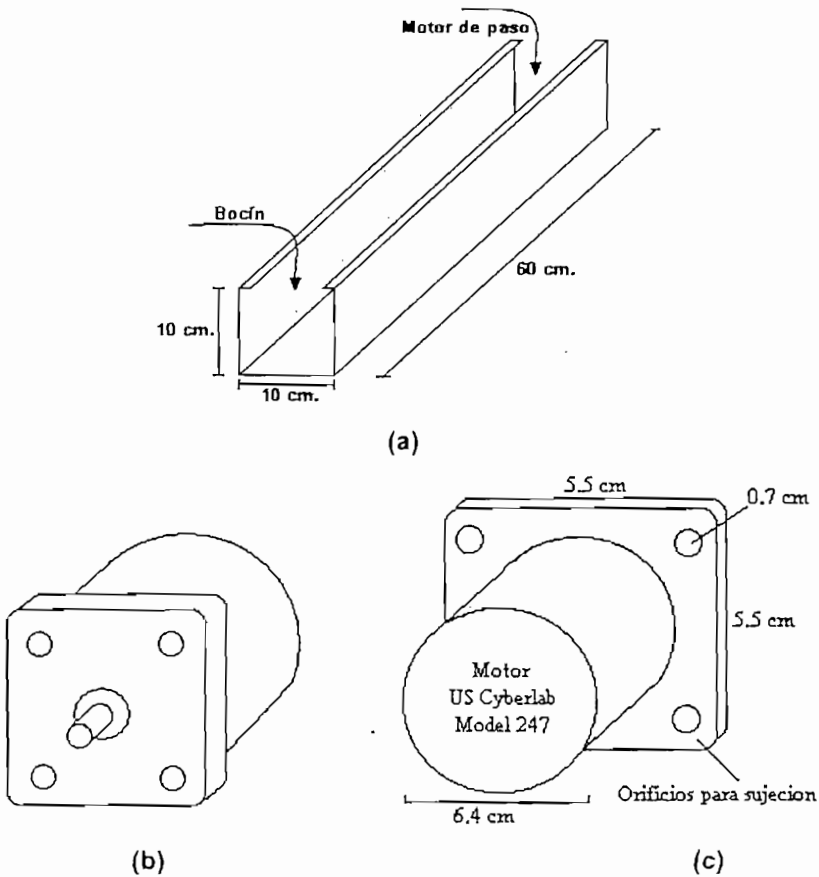 Motor de paso
Bocín
60 cm.
10 cm.
10 cm.
(a)
5.5 cm
0.7 cm
5.5 cm
Motor
US Cyberlab
Model 247
Orificios para sujecion
6.4 cm
(b)
(c)